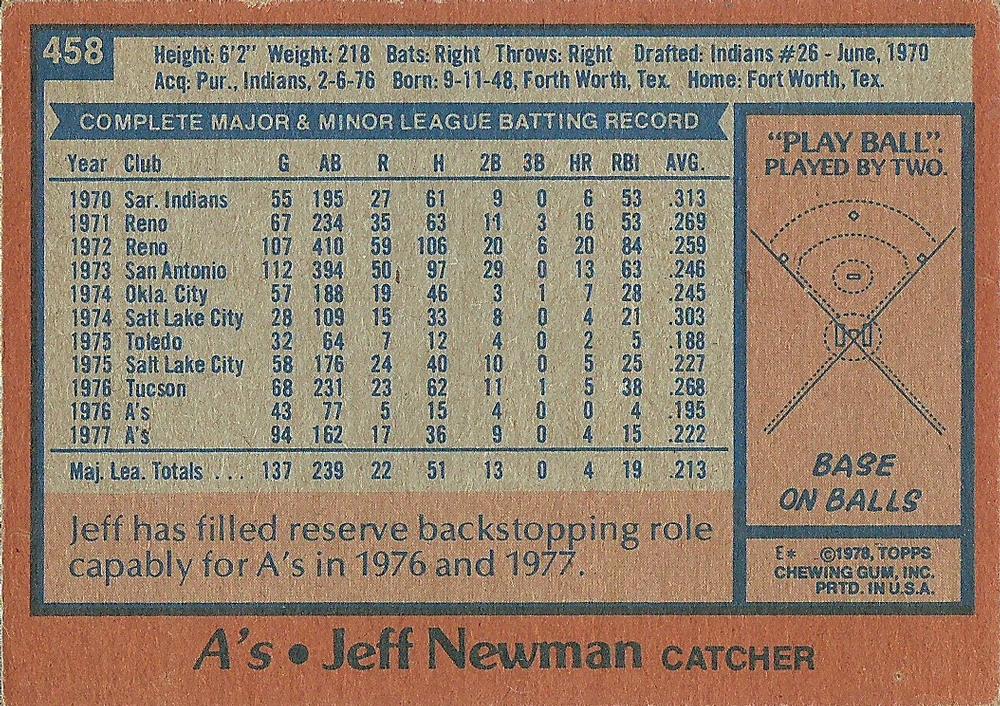 458
Height: 6'2" Weight: 218 Bats: Right Throws: Right Drafted: Indians #26 - June, 1970
Acq: Pur., Indians, 2-6-76 Born: 9-11-48, Forth Worth, Tex. Home: Fort Worth, Tex.
COMPLETE MAJOR & MINOR LEAGUE BATTING RECORD
Year Club G AB R H 2B 3B HR RBI AVG.
1970 Sar. Indians 55 195 27 61 9 0 6 53 .313
1971 Reno 67 234 35 63 11 3 16 53 .269
1972 Reno 107 410 59 106 20 6 20 84 .259
1973 San Antonio 112 394 50 97 29 0 13 63 .246
1974 Okla. City 57 188 19 46 3 1 7 28 .245
1974 Salt Lake City 28 109 15 33 8 0 4 21 .303
1975 Toledo 32 64 7 12 4 0 2 5 .188
1975 Salt Lake City 58 176 24 40 10 0 5 25 .227
1976 Tucson 68 231 23 62 11 1 5 38 .268
1976 A's 43 77 5 15 4 0 0 4 .195
1977 A's 94 162 17 36 9 0 4 15 .222
Maj. Lea. Totals ... 137 239 22 51 13 0 4 19 .213
Jeff has filled reserve backstopping role
capably for A's in 1976 and 1977.
"PLAY BALL".
PLAYED BY TWO.
BASE
ON BALLS
E* ©1978, TOPPS
CHEWING GUM, INC.
PRTD. IN U.S.A.
A's • Jeff Newman CATCHER